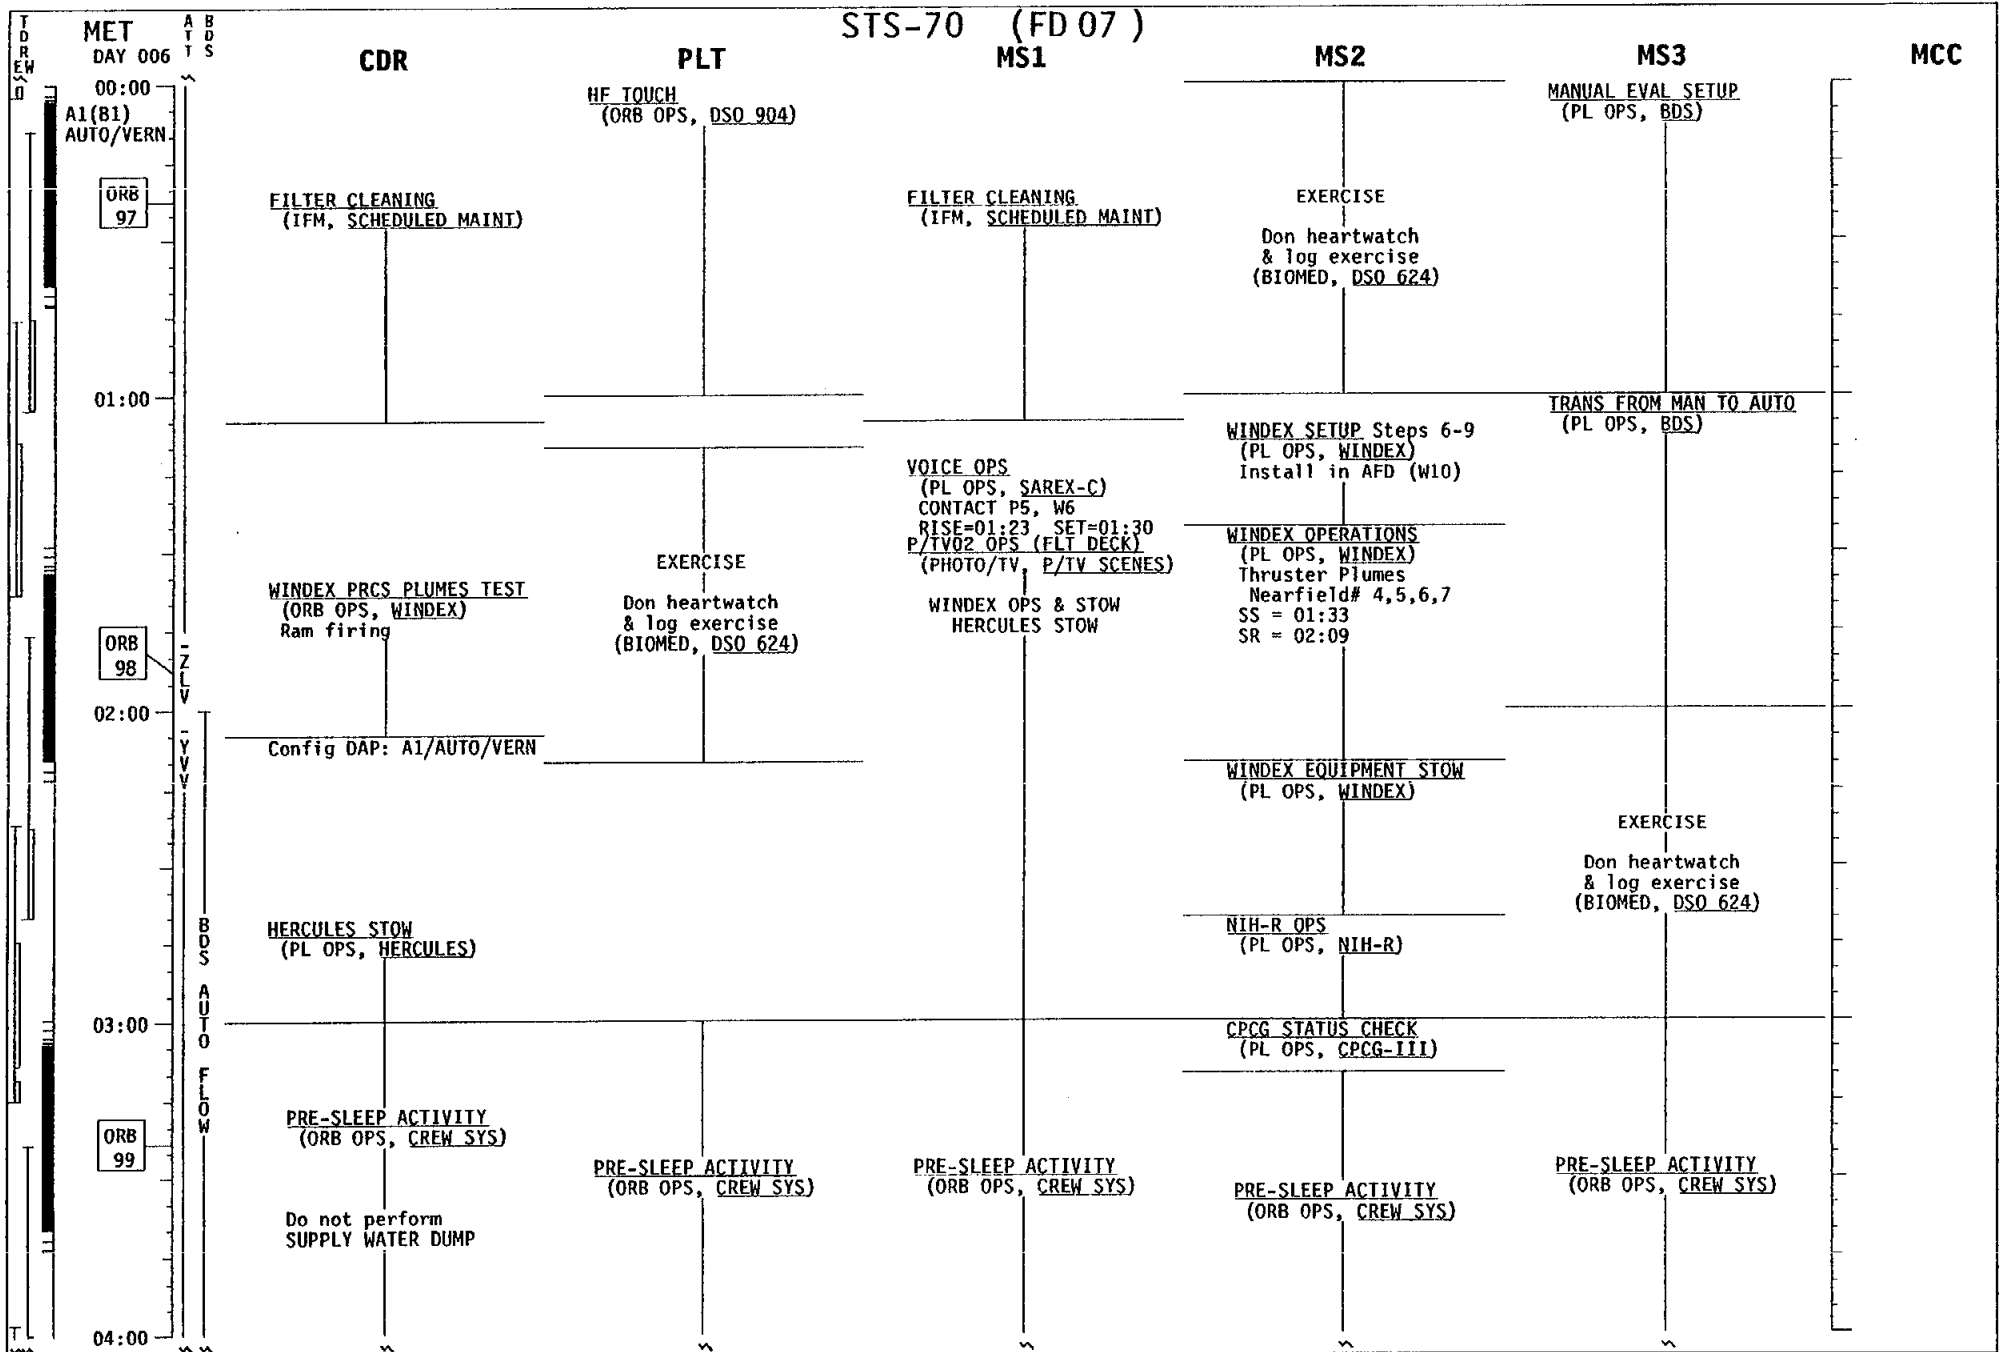 STS-70 (FD 07 )
TDRE W
MET
DAY 006
ATT
BDS
CDR
PLT
MS1
MS2
MS3
MCC
00:00
A1(B1)
AUTO/VERN
ORB
97
01:00
ORB
98
02:00
03:00
ORB
99
04:00
-ZLV
-YVV
BDS AUTO FLOW
FILTER CLEANING
(IFM, SCHEDULED MAINT)
WINDEX PRCS PLUMES TEST
(ORB OPS, WINDEX)
Ram firing
Config DAP: A1/AUTO/VERN
HERCULES STOW
(PL OPS, HERCULES)
PRE-SLEEP ACTIVITY
(ORB OPS, CREW SYS)
Do not perform
SUPPLY WATER DUMP
HF TOUCH
(ORB OPS, DSO 904)
EXERCISE
Don heartwatch
& log exercise
(BIOMED, DSO 624)
PRE-SLEEP ACTIVITY
(ORB OPS, CREW SYS)
FILTER CLEANING
(IFM, SCHEDULED MAINT)
VOICE OPS
(PL OPS, SAREX-C)
CONTACT P5, W6
RISE=01:23 SET=01:30
P/TV02 OPS (FLT DECK)
(PHOTO/TV, P/TV SCENES)
WINDEX OPS & STOW
HERCULES STOW
PRE-SLEEP ACTIVITY
(ORB OPS, CREW SYS)
EXERCISE
Don heartwatch
& log exercise
(BIOMED, DSO 624)
WINDEX SETUP Steps 6-9
(PL OPS, WINDEX)
Install in AFD (W10)
WINDEX OPERATIONS
(PL OPS, WINDEX)
Thruster Plumes
Nearfield# 4,5,6,7
SS = 01:33
SR = 02:09
WINDEX EQUIPMENT STOW
(PL OPS, WINDEX)
NIH-R OPS
(PL OPS, NIH-R)
CPCG STATUS CHECK
(PL OPS, CPCG-III)
PRE-SLEEP ACTIVITY
(ORB OPS, CREW SYS)
MANUAL EVAL SETUP
(PL OPS, BDS)
TRANS FROM MAN TO AUTO
(PL OPS, BDS)
EXERCISE
Don heartwatch
& log exercise
(BIOMED, DSO 624)
PRE-SLEEP ACTIVITY
(ORB OPS, CREW SYS)